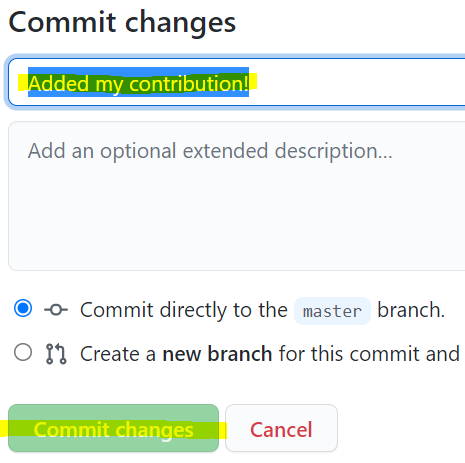 Commit changes
Added my contribution!
Add an optional extended description...
Commit directly to the master branch.
Create a new branch for this commit and
Commit changes Cancel